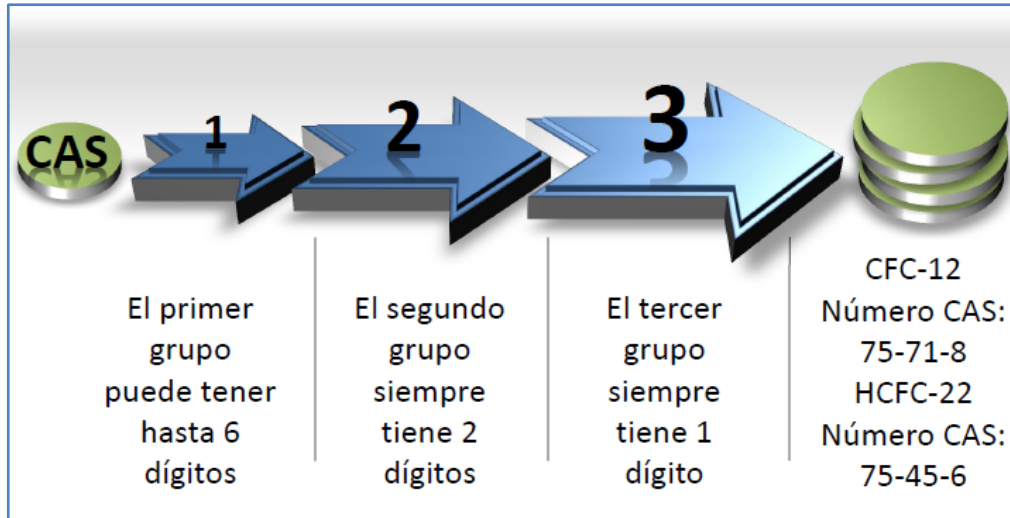 CAS
1
2
3
El primer
grupo
puede tener
hasta 6
dígitos
El segundo
grupo
siempre
tiene 2
dígitos
El tercer
grupo
siempre
tiene 1
dígito
CFC-12
Número CAS:
75-71-8
HCFC-22
Número CAS:
75-45-6